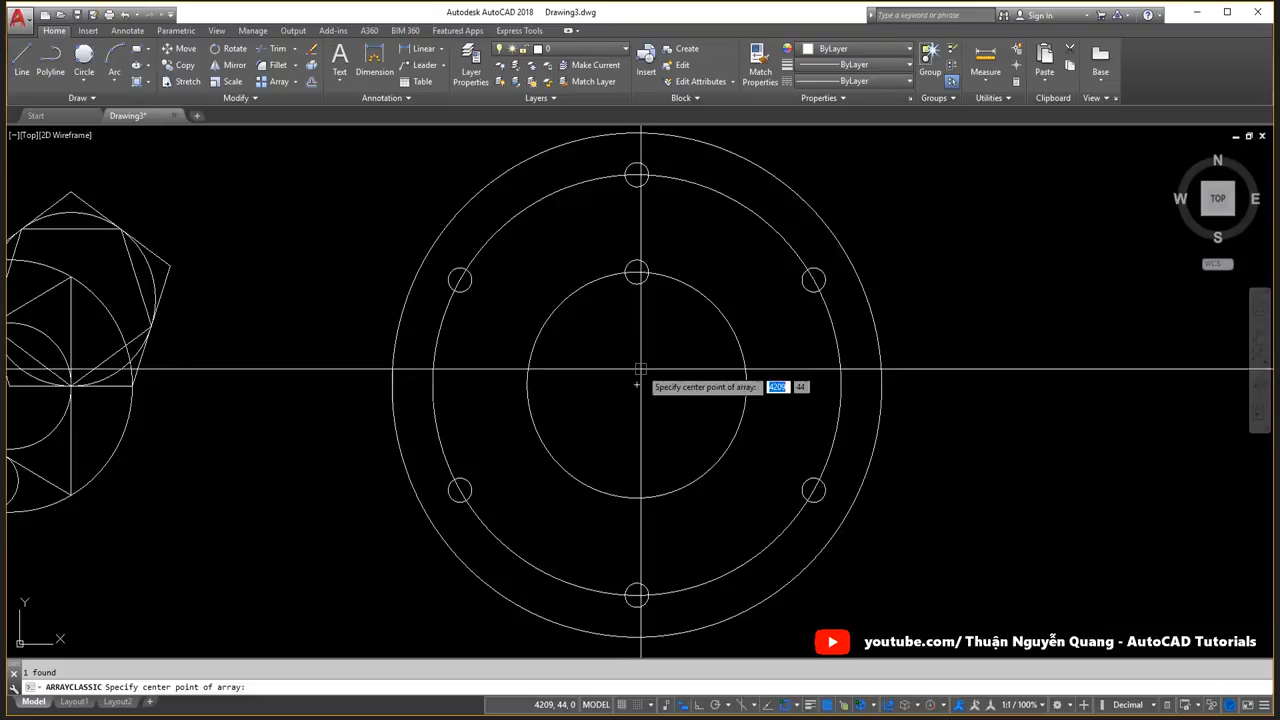 Autodesk AutoCAD 2018 Drawing3.dwg
Type a keyword or phrase
Sign In
Home Insert Annotate Parametric View Manage Output Add-ins A360 BIM 360 Featured Apps Express Tools
Line Polyline Circle Arc
Move Rotate Trim
Copy Mirror Fillet
Stretch Scale Array
Text Dimension
Linear
Leader
Table
Layer Properties
0
Make Current
Match Layer
Insert
Create
Edit
Edit Attributes
Match Properties
ByLayer
ByLayer
ByLayer
Group
Measure
Paste
Base
Draw Modify Annotation Layers Block Properties Groups Utilities Clipboard View
Start Drawing3*
[−][Top][2D Wireframe]
N
W TOP E
S
WCS
Specify center point of array: 4209 44
Y
X
youtube.com/ Thuận Nguyễn Quang - AutoCAD Tutorials
1 found
ARRAYCLASSIC Specify center point of array:
Model Layout1 Layout2 +
4209, 44, 0 MODEL 1:1 / 100% Decimal